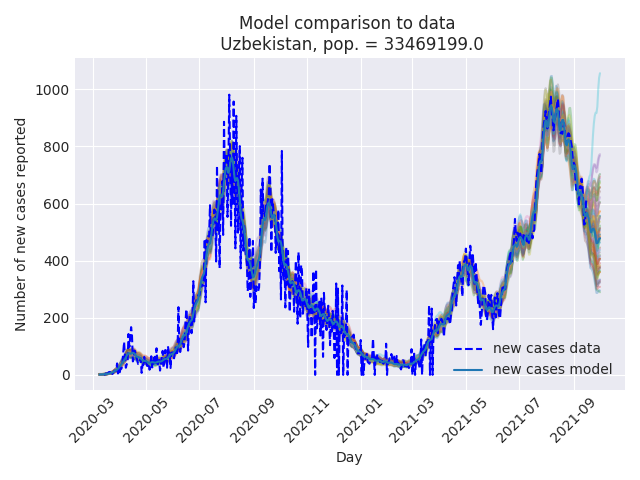 Model comparison to data
Uzbekistan, pop. = 33469199.0
Number of new cases reported
1000
800
600
400
200
0
new cases data
new cases model
2020-03
2020-05
2020-07
2020-09
2020-11
2021-01
2021-03
2021-05
2021-07
2021-09
Day